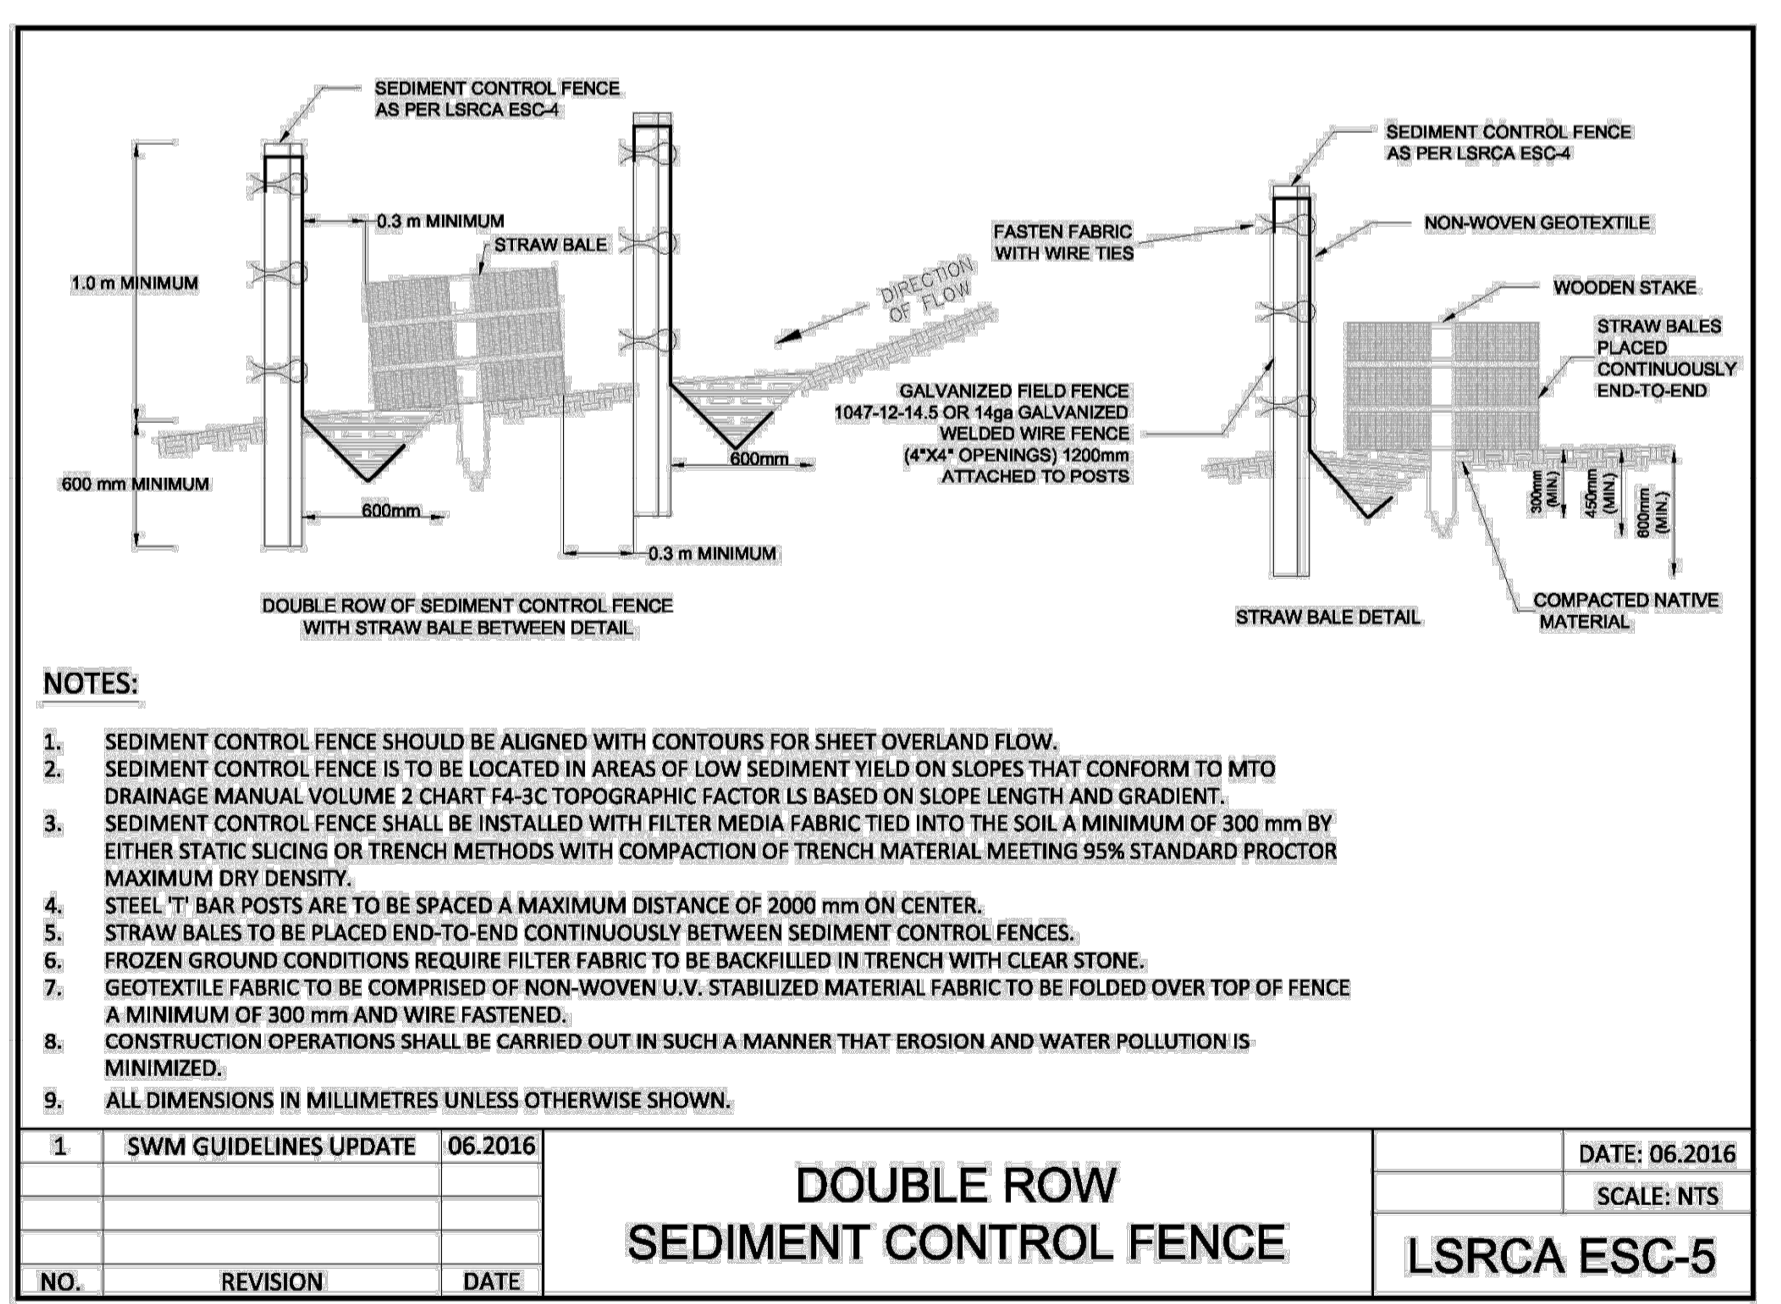 SEDIMENT CONTROL FENCE
AS PER LSRCA ESC-4
0.3 m MINIMUM
STRAW BALE
1.0 m MINIMUM
600 mm MINIMUM
600mm
DIRECTION
OF FLOW
600mm
0.3 m MINIMUM
DOUBLE ROW OF SEDIMENT CONTROL FENCE
WITH STRAW BALE BETWEEN DETAIL
SEDIMENT CONTROL FENCE
AS PER LSRCA ESC-4
FASTEN FABRIC
WITH WIRE TIES
NON-WOVEN GEOTEXTILE
WOODEN STAKE
STRAW BALES
PLACED
CONTINUOUSLY
END-TO-END
GALVANIZED FIELD FENCE
1047-12-14.5 OR 14ga GALVANIZED
WELDED WIRE FENCE
(4"X4" OPENINGS) 1200mm
ATTACHED TO POSTS
300mm
(MIN.)
450mm
(MIN.)
600mm
(MIN.)
COMPACTED NATIVE
MATERIAL
STRAW BALE DETAIL
NOTES:
1. SEDIMENT CONTROL FENCE SHOULD BE ALIGNED WITH CONTOURS FOR SHEET OVERLAND FLOW.
2. SEDIMENT CONTROL FENCE IS TO BE LOCATED IN AREAS OF LOW SEDIMENT YIELD ON SLOPES THAT CONFORM TO MTO
DRAINAGE MANUAL VOLUME 2 CHART F4-3C TOPOGRAPHIC FACTOR LS BASED ON SLOPE LENGTH AND GRADIENT.
3. SEDIMENT CONTROL FENCE SHALL BE INSTALLED WITH FILTER MEDIA FABRIC TIED INTO THE SOIL A MINIMUM OF 300 mm BY
EITHER STATIC SLICING OR TRENCH METHODS WITH COMPACTION OF TRENCH MATERIAL MEETING 95% STANDARD PROCTOR
MAXIMUM DRY DENSITY.
4. STEEL 'T' BAR POSTS ARE TO BE SPACED A MAXIMUM DISTANCE OF 2000 mm ON CENTER.
5. STRAW BALES TO BE PLACED END-TO-END CONTINUOUSLY BETWEEN SEDIMENT CONTROL FENCES.
6. FROZEN GROUND CONDITIONS REQUIRE FILTER FABRIC TO BE BACKFILLED IN TRENCH WITH CLEAR STONE.
7. GEOTEXTILE FABRIC TO BE COMPRISED OF NON-WOVEN U.V. STABILIZED MATERIAL FABRIC TO BE FOLDED OVER TOP OF FENCE
A MINIMUM OF 300 mm AND WIRE FASTENED.
8. CONSTRUCTION OPERATIONS SHALL BE CARRIED OUT IN SUCH A MANNER THAT EROSION AND WATER POLLUTION IS
MINIMIZED.
9. ALL DIMENSIONS IN MILLIMETRES UNLESS OTHERWISE SHOWN.
1 SWM GUIDELINES UPDATE 06.2016
NO. REVISION DATE
DOUBLE ROW
SEDIMENT CONTROL FENCE
DATE: 06.2016
SCALE: NTS
LSRCA ESC-5